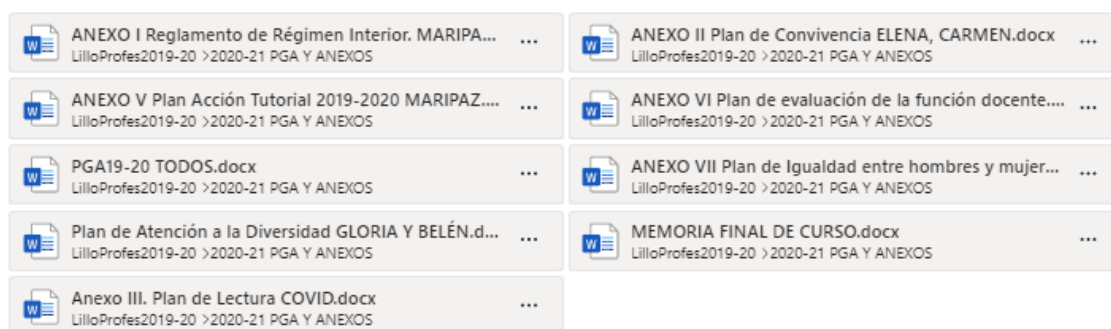 ANEXO I Reglamento de Régimen Interior. MARIPA...
LilloProfes2019-20 >2020-21 PGA Y ANEXOS
ANEXO II Plan de Convivencia ELENA, CARMEN.docx
LilloProfes2019-20 >2020-21 PGA Y ANEXOS
ANEXO V Plan Acción Tutorial 2019-2020 MARIPAZ....
LilloProfes2019-20 >2020-21 PGA Y ANEXOS
ANEXO VI Plan de evaluación de la función docente....
LilloProfes2019-20 >2020-21 PGA Y ANEXOS
PGA19-20 TODOS.docx
LilloProfes2019-20 >2020-21 PGA Y ANEXOS
ANEXO VII Plan de Igualdad entre hombres y mujer...
LilloProfes2019-20 >2020-21 PGA Y ANEXOS
Plan de Atención a la Diversidad GLORIA Y BELÉN.d...
LilloProfes2019-20 >2020-21 PGA Y ANEXOS
MEMORIA FINAL DE CURSO.docx
LilloProfes2019-20 >2020-21 PGA Y ANEXOS
Anexo III. Plan de Lectura COVID.docx
LilloProfes2019-20 >2020-21 PGA Y ANEXOS